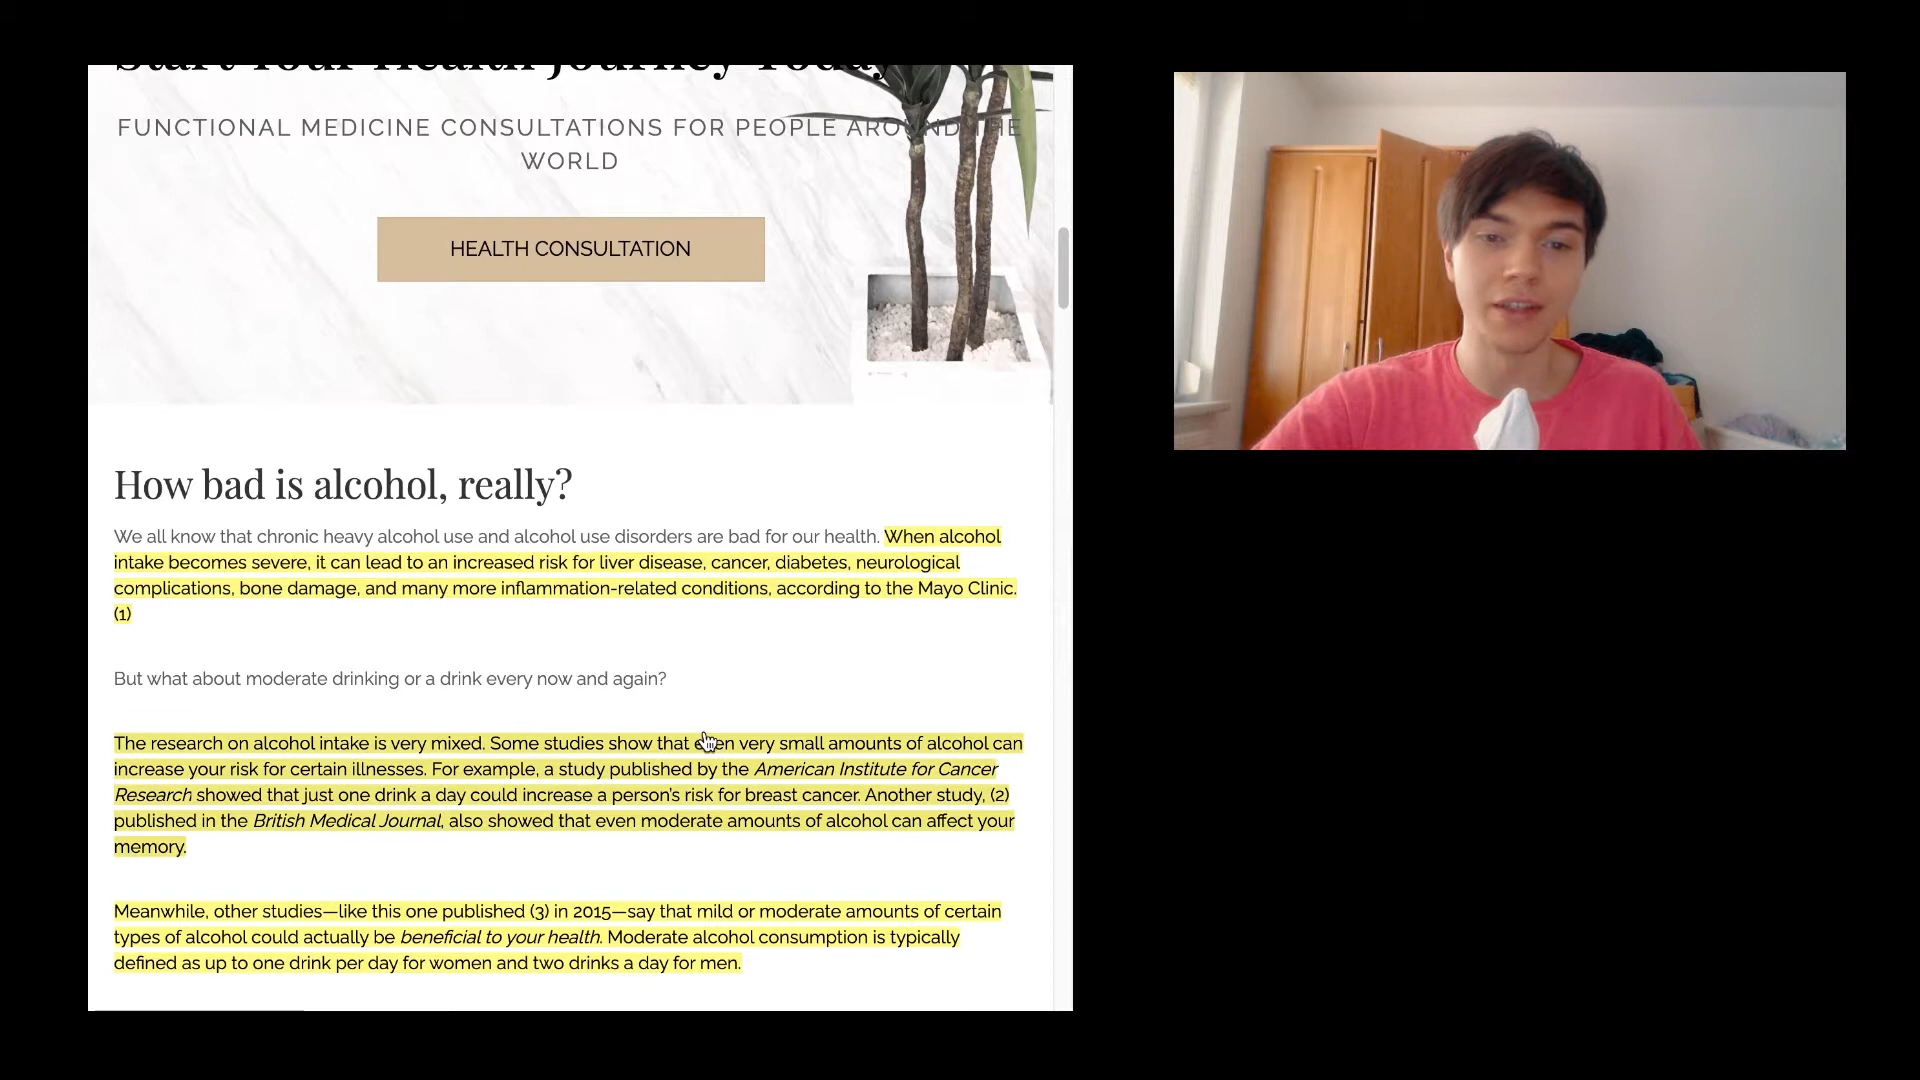 Start Your Health Journey Today
FUNCTIONAL MEDICINE CONSULTATIONS FOR PEOPLE AROUND THE
WORLD
HEALTH CONSULTATION
How bad is alcohol, really?
We all know that chronic heavy alcohol use and alcohol use disorders are bad for our health. When alcohol
intake becomes severe, it can lead to an increased risk for liver disease, cancer, diabetes, neurological
complications, bone damage, and many more inflammation-related conditions, according to the Mayo Clinic.
(1)
But what about moderate drinking or a drink every now and again?
The research on alcohol intake is very mixed. Some studies show that even very small amounts of alcohol can
increase your risk for certain illnesses. For example, a study published by the American Institute for Cancer
Research showed that just one drink a day could increase a person's risk for breast cancer. Another study, (2)
published in the British Medical Journal, also showed that even moderate amounts of alcohol can affect your
memory.
Meanwhile, other studies—like this one published (3) in 2015—say that mild or moderate amounts of certain
types of alcohol could actually be beneficial to your health. Moderate alcohol consumption is typically
defined as up to one drink per day for women and two drinks a day for men.